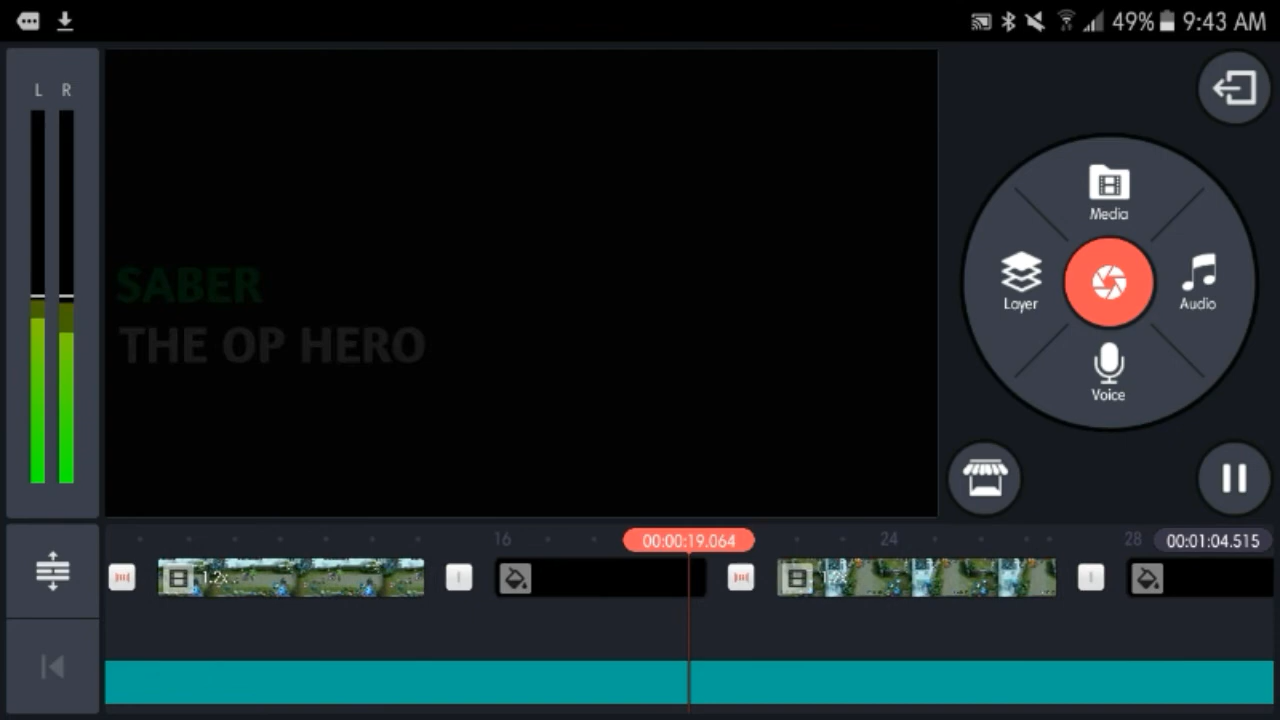 49% 9:43 AM
L R
Media
Layer
Audio
Voice
SABER
THE OP HERO
16
00:00:19.064
24
28
00:01:04.515
1.2x